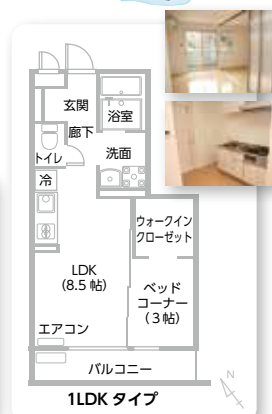 玄関
浴室
廊下
トイレ
洗面
冷
ウォークイン
クローゼット
LDK
(8.5 帖)
ベッド
コーナー
(3 帖)
エアコン
バルコニー
N
1LDK タイプ